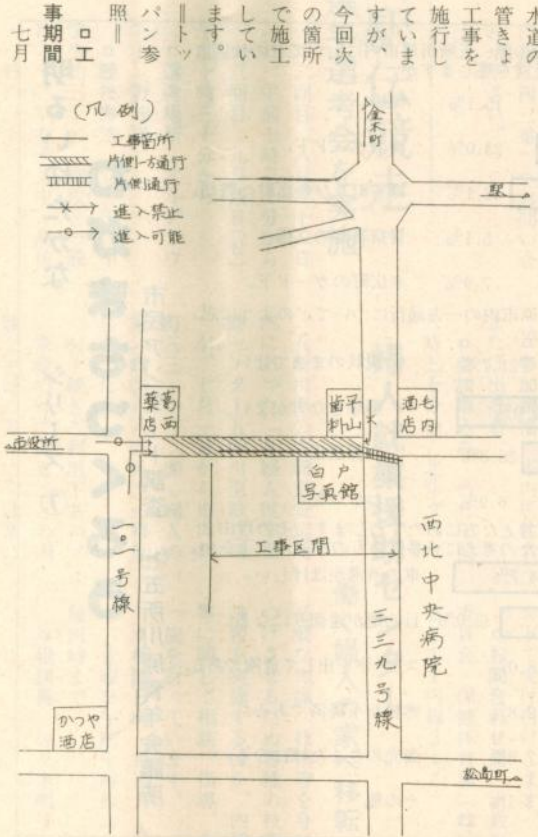 水道の
管きょ
工事を
施行し
ていま
すが、
今回次
の箇所
で施工
してい
ます。
‖トッ
パン参
照‖
□工
事期間
七月
(凡例)
工事箇所
片側一方通行
片側通行
進入禁止
進入可能
金木町
駅
葛西
薬店
平山
歯科
毛内
酒店
市役所
白戸
写真館
工事区間
一〇一号線
三三九号線
西北中央病院
かつや
酒店
松島町